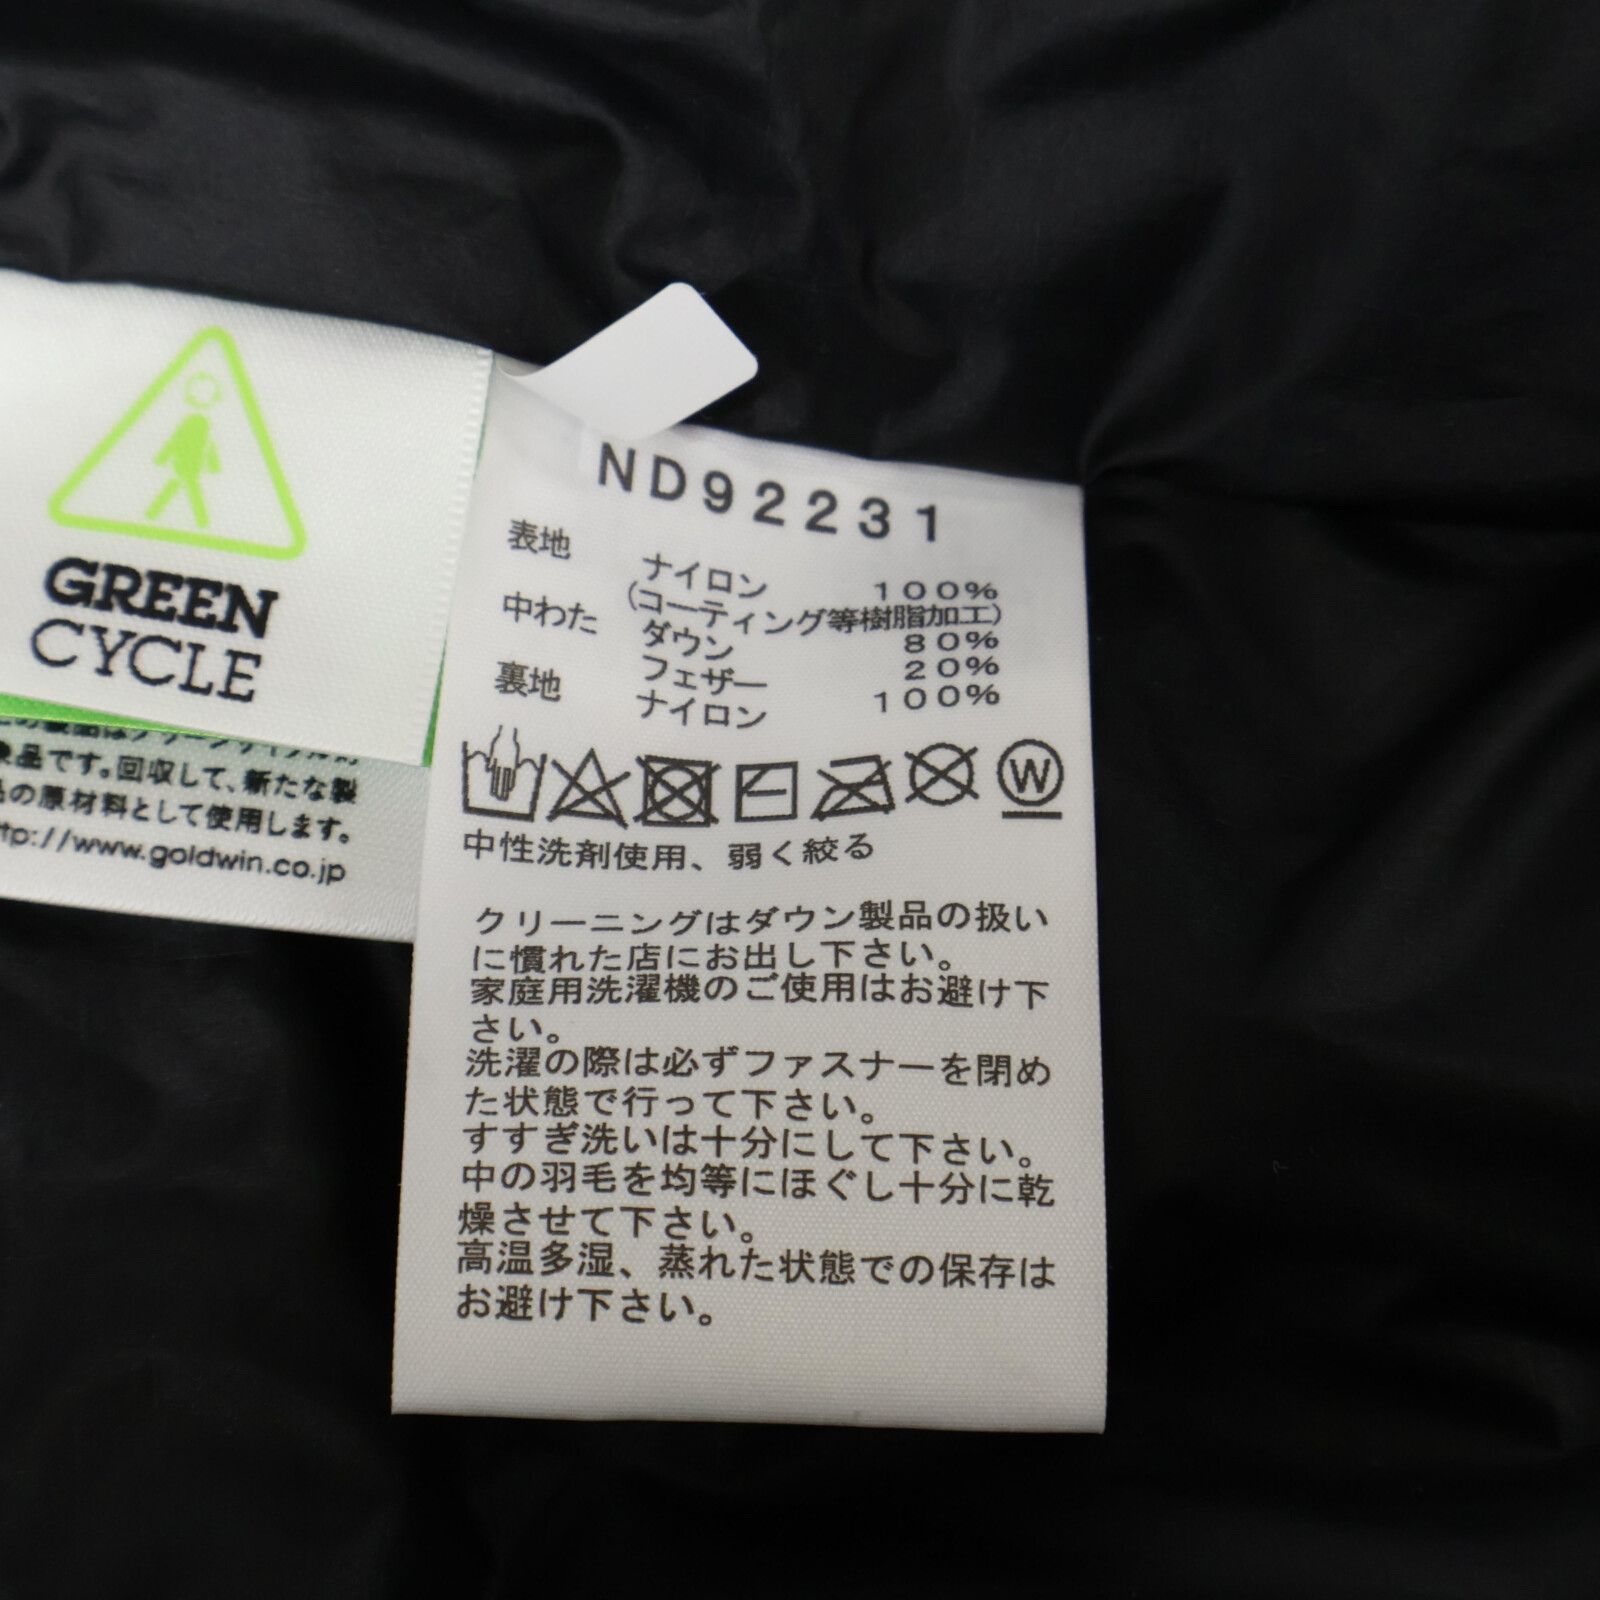 GREEN
CYCLE
品です。回収して、新たな製
の原材料として使用します。
tp://www.goldwin.co.jp
ND92231
表地 ナイロン 100%
(コーティング等樹脂加工)
中わた ダウン 80%
フェザー 20%
裏地 ナイロン 100%
W
中性洗剤使用、弱く絞る
クリーニングはダウン製品の扱い
に慣れた店にお出し下さい。
家庭用洗濯機のご使用はお避け下
さい。
洗濯の際は必ずファスナーを閉め
た状態で行って下さい。
すすぎ洗いは十分にして下さい。
中の羽毛を均等にほぐし十分に乾
燥させて下さい。
高温多湿、蒸れた状態での保存は
お避け下さい。